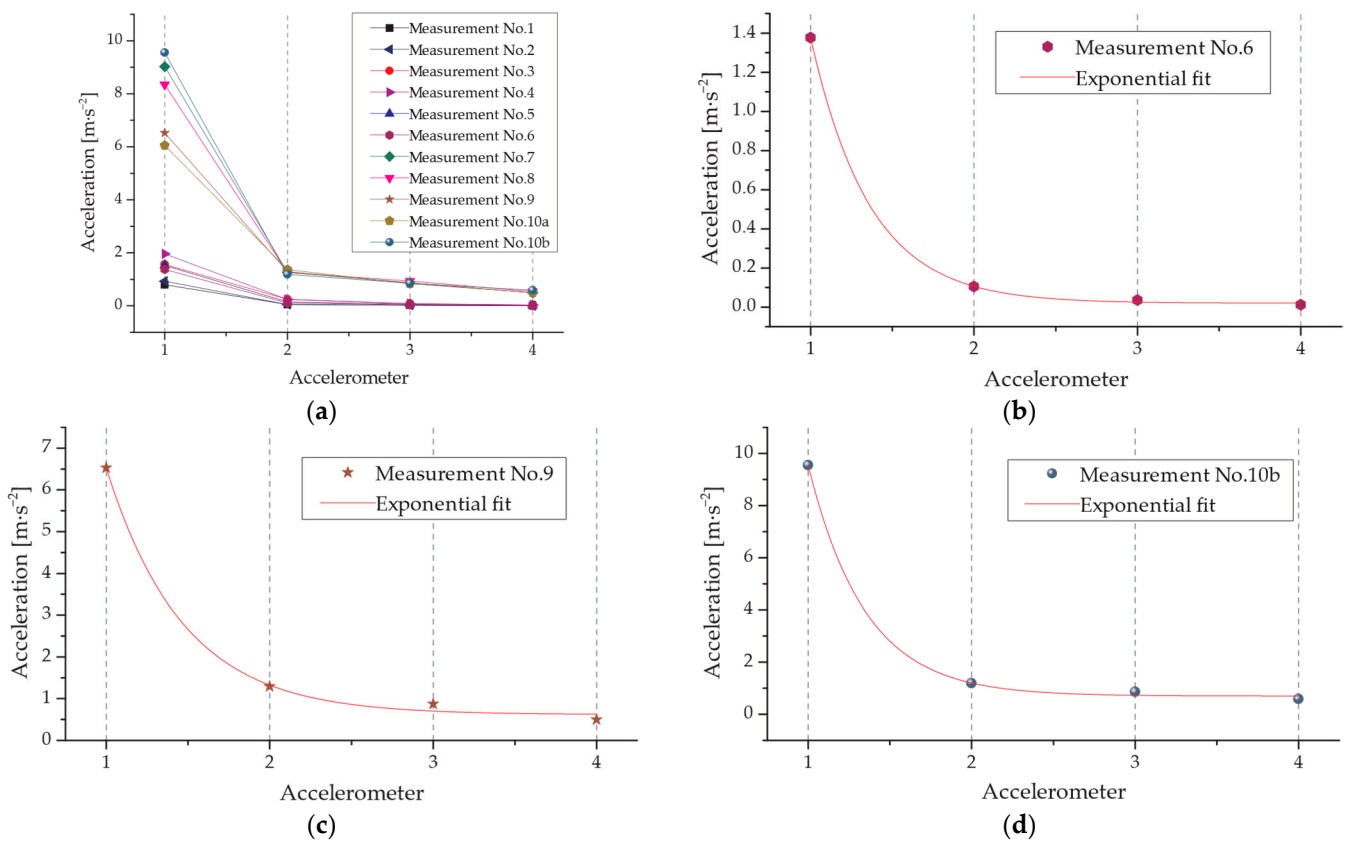 Acceleration [m·s⁻²]
10
8
6
4
2
0
Measurement No.1
Measurement No.2
Measurement No.3
Measurement No.4
Measurement No.5
Measurement No.6
Measurement No.7
Measurement No.8
Measurement No.9
Measurement No.10a
Measurement No.10b
1 2 3 4
Accelerometer
(a)
Acceleration [m·s⁻²]
1.4
1.2
1.0
0.8
0.6
0.4
0.2
0.0
Measurement No.6
Exponential fit
1 2 3 4
Accelerometer
(b)
Acceleration [m·s⁻²]
7
6
5
4
3
2
1
0
Measurement No.9
Exponential fit
1 2 3 4
Accelerometer
(c)
Acceleration [m·s⁻²]
10
8
6
4
2
0
Measurement No.10b
Exponential fit
1 2 3 4
Accelerometer
(d)